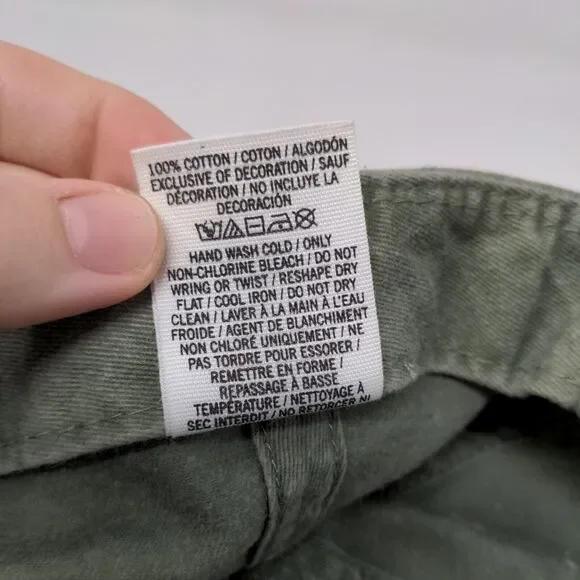 100% COTTON / COTON / ALGODÓN
EXCLUSIVE OF DECORATION / SAUF
DÉCORATION / NO INCLUYE LA
DECORACIÓN
HAND WASH COLD / ONLY
NON-CHLORINE BLEACH / DO NOT
WRING OR TWIST / RESHAPE DRY
FLAT / COOL IRON / DO NOT DRY
CLEAN / LAVER À LA MAIN À L'EAU
FROIDE / AGENT DE BLANCHIMENT
NON CHLORÉ UNIQUEMENT / NE
PAS TORDRE POUR ESSORER /
REMETTRE EN FORME /
REPASSAGE À BASSE
TEMPÉRATURE / NETTOYAGE À
SEC INTERDIT / NO RETORCER NI